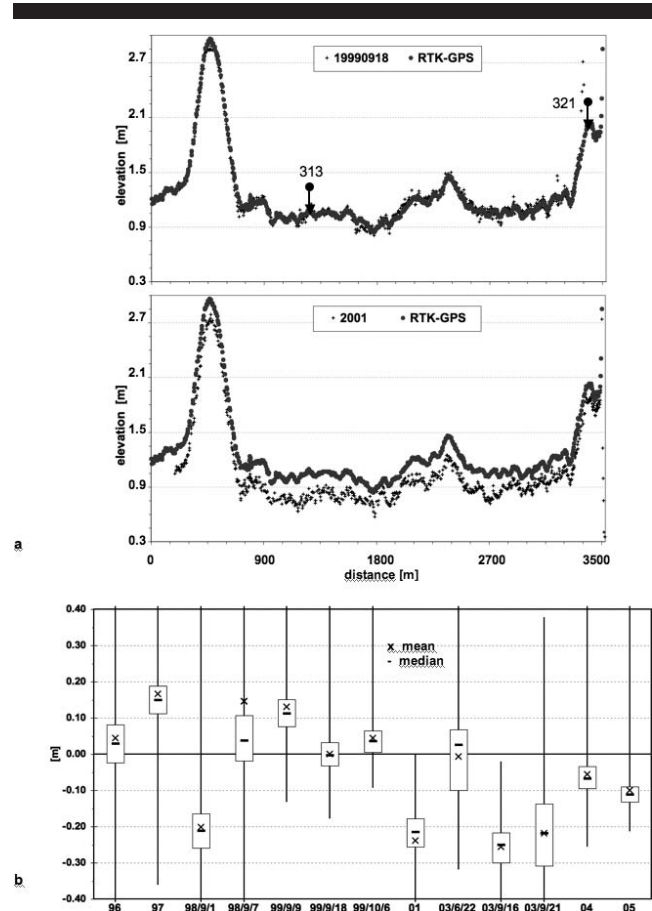 2.7
2.1
1.5
0.9
0.3
elevation [m]
19990918 RTK-GPS
313
321
2.7
2.1
1.5
0.9
0.3
elevation [m]
2001 RTK-GPS
0 900 1800 2700 3500
distance [m]
a
0.40
0.30
0.20
0.10
0.00
-0.10
-0.20
-0.30
-0.40
[m]
x mean
- median
96 97 98/9/1 98/9/7 99/9/9 99/9/18 99/10/6 01 03/6/22 03/9/16 03/9/21 04 05
b